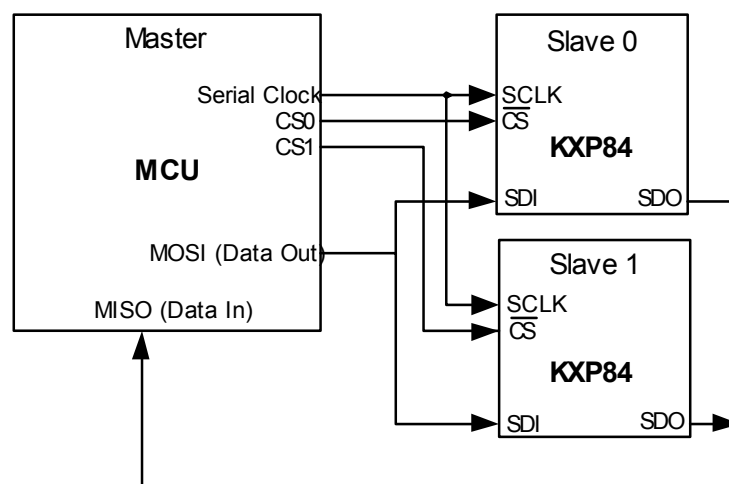 Master
Serial Clock
CS0
CS1
MCU
MOSI (Data Out)
MISO (Data In)
Slave 0
SCLK
CS
KXP84
SDI SDO
Slave 1
SCLK
CS
KXP84
SDI SDO